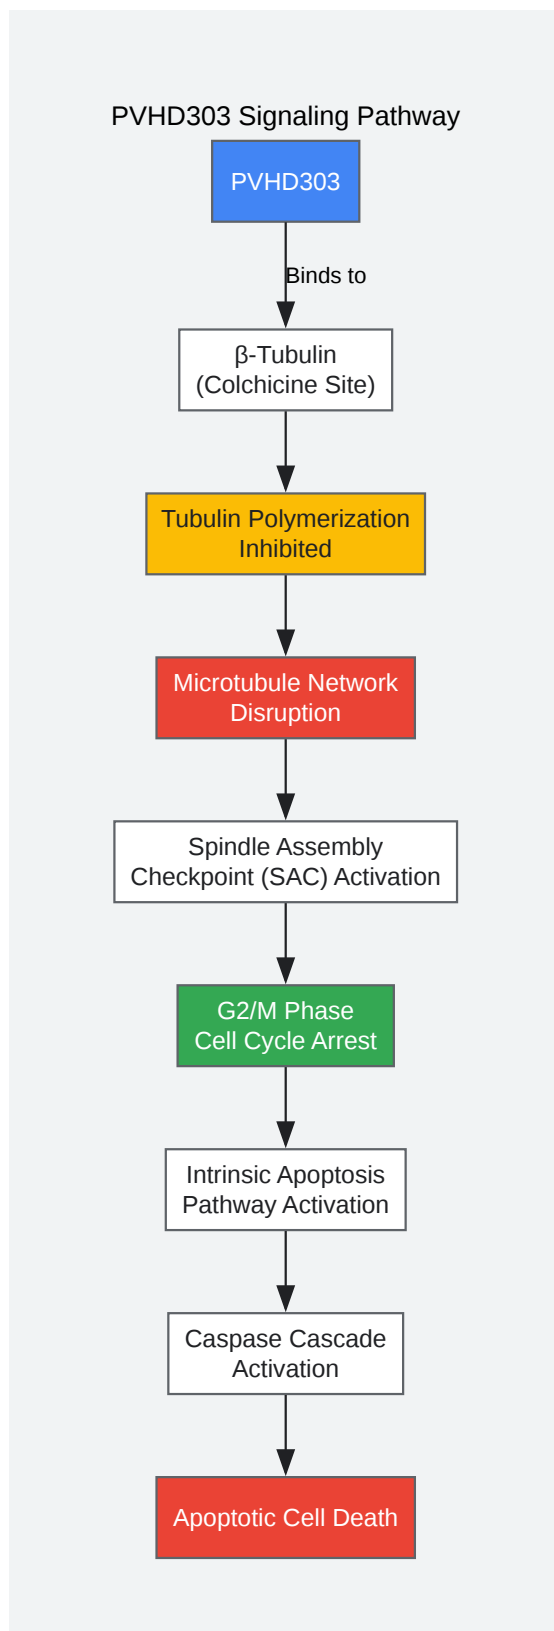 PVHD303 Signaling Pathway
PVHD303
Binds to
β-Tubulin
(Colchicine Site)
Tubulin Polymerization
Inhibited
Microtubule Network
Disruption
Spindle Assembly
Checkpoint (SAC) Activation
G2/M Phase
Cell Cycle Arrest
Intrinsic Apoptosis
Pathway Activation
Caspase Cascade
Activation
Apoptotic Cell Death